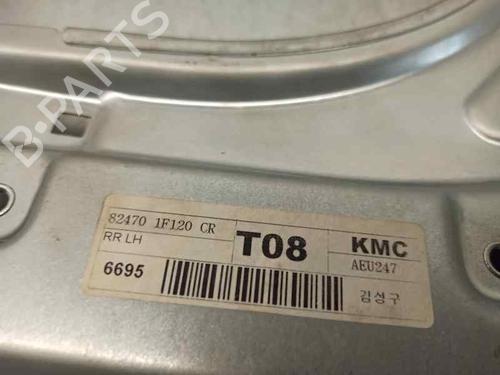 B-PARTS
82470 1F120 CR
RR LH
6695
T08
KMC
AEU247
김성구